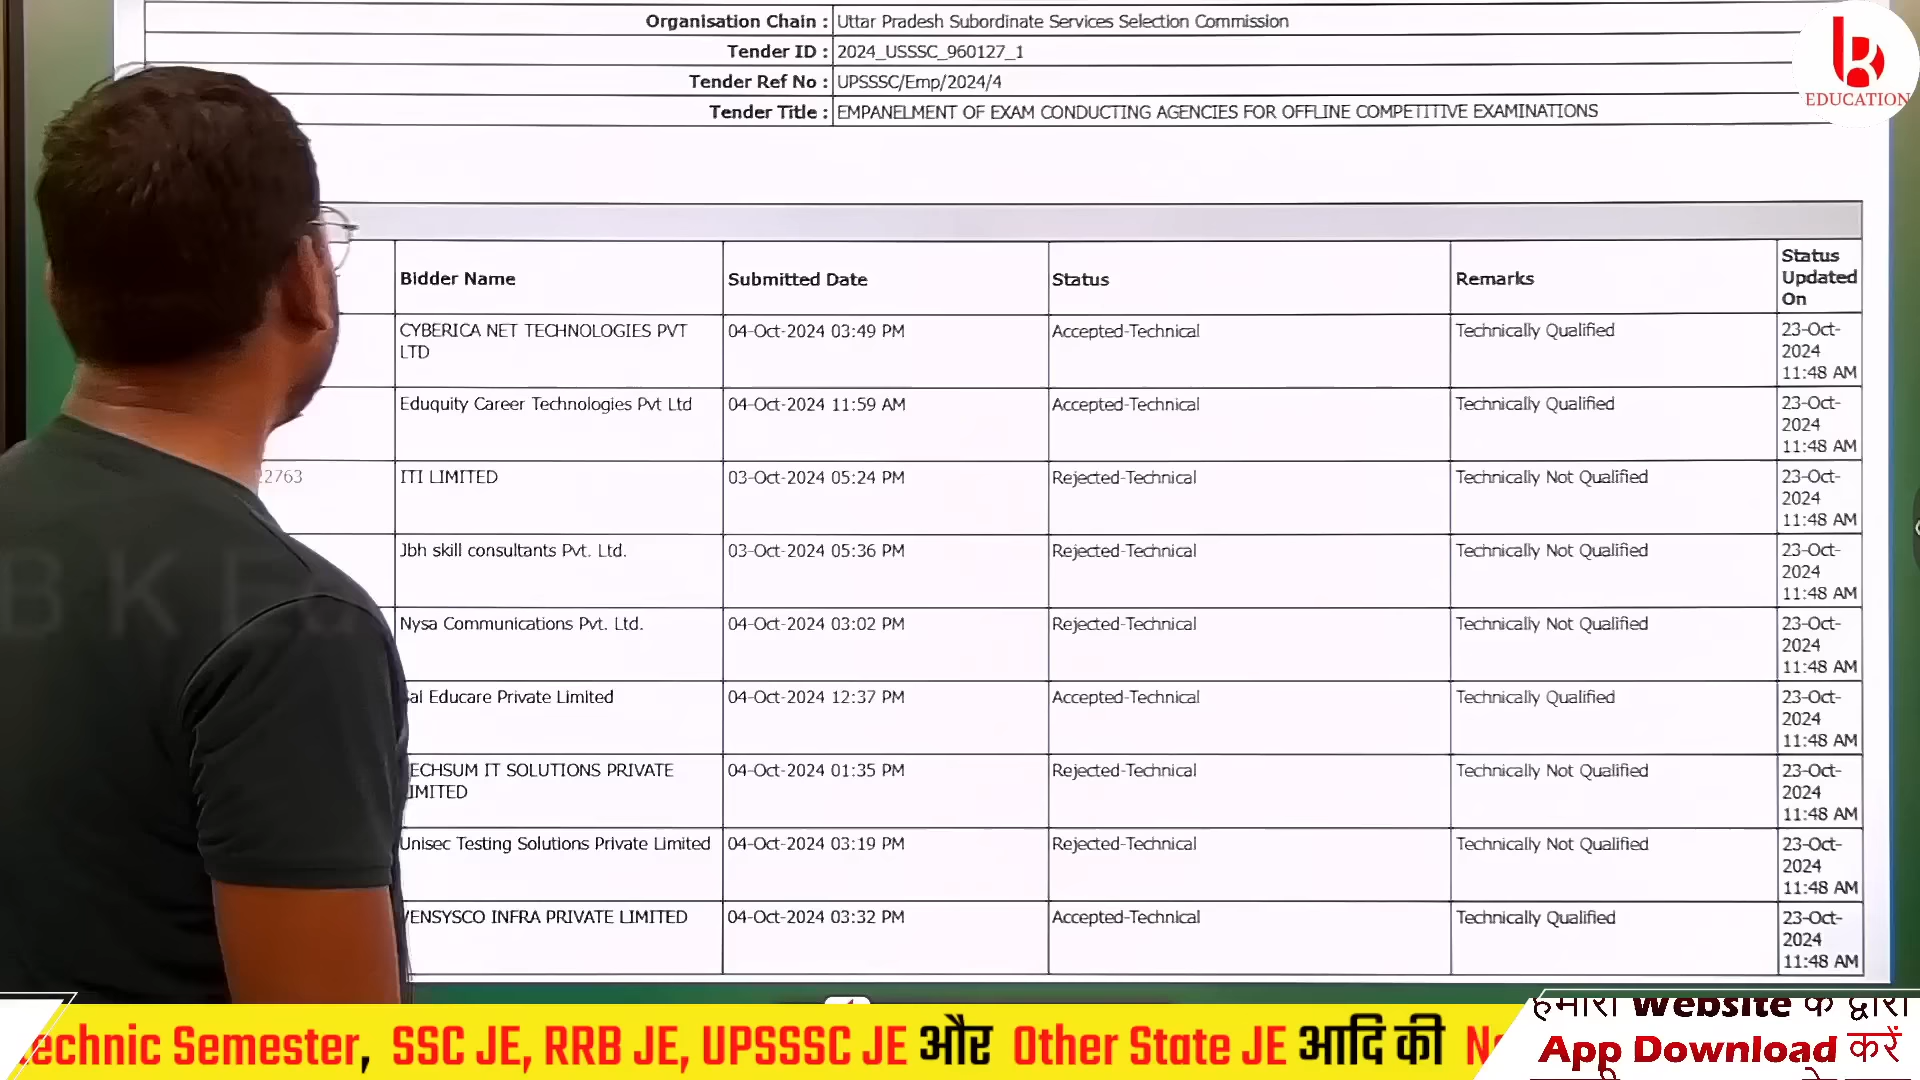 Organisation Chain : Uttar Pradesh Subordinate Services Selection Commission
Tender ID : 2024_USSSC_960127_1
Tender Ref No : UPSSSC/Emp/2024/4
Tender Title : EMPANELMENT OF EXAM CONDUCTING AGENCIES FOR OFFLINE COMPETITIVE EXAMINATIONS
EDUCATION
Bidder Name Submitted Date Status Remarks Status
Updated
On
CYBERICA NET TECHNOLOGIES PVT 04-Oct-2024 03:49 PM Accepted-Technical Technically Qualified 23-Oct-
LTD 2024
11:48 AM
Eduquity Career Technologies Pvt Ltd 04-Oct-2024 11:59 AM Accepted-Technical Technically Qualified 23-Oct-
2024
11:48 AM
22763 ITI LIMITED 03-Oct-2024 05:24 PM Rejected-Technical Technically Not Qualified 23-Oct-
2024
11:48 AM
Jbh skill consultants Pvt. Ltd. 03-Oct-2024 05:36 PM Rejected-Technical Technically Not Qualified 23-Oct-
2024
11:48 AM
Nysa Communications Pvt. Ltd. 04-Oct-2024 03:02 PM Rejected-Technical Technically Not Qualified 23-Oct-
2024
11:48 AM
Educare Private Limited 04-Oct-2024 12:37 PM Accepted-Technical Technically Qualified 23-Oct-
2024
11:48 AM
ECHSUM IT SOLUTIONS PRIVATE 04-Oct-2024 01:35 PM Rejected-Technical Technically Not Qualified 23-Oct-
IMITED 2024
11:48 AM
Unisec Testing Solutions Private Limited 04-Oct-2024 03:19 PM Rejected-Technical Technically Not Qualified 23-Oct-
2024
11:48 AM
VENSYSCO INFRA PRIVATE LIMITED 04-Oct-2024 03:32 PM Accepted-Technical Technically Qualified 23-Oct-
2024
11:48 AM
echnic Semester, SSC JE, RRB JE, UPSSSC JE और Other State JE आदि की
हमारी Website के द्वारा
App Download करें